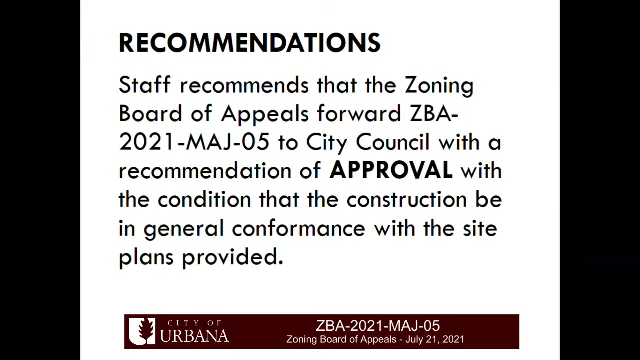 RECOMMENDATIONS
Staff recommends that the Zoning
Board of Appeals forward ZBA-
2021-MAJ-05 to City Council with a
recommendation of APPROVAL with
the condition that the construction be
in general conformance with the site
plans provided.
CITY OF
URBANA
ZBA-2021-MAJ-05
Zoning Board of Appeals - July 21, 2021